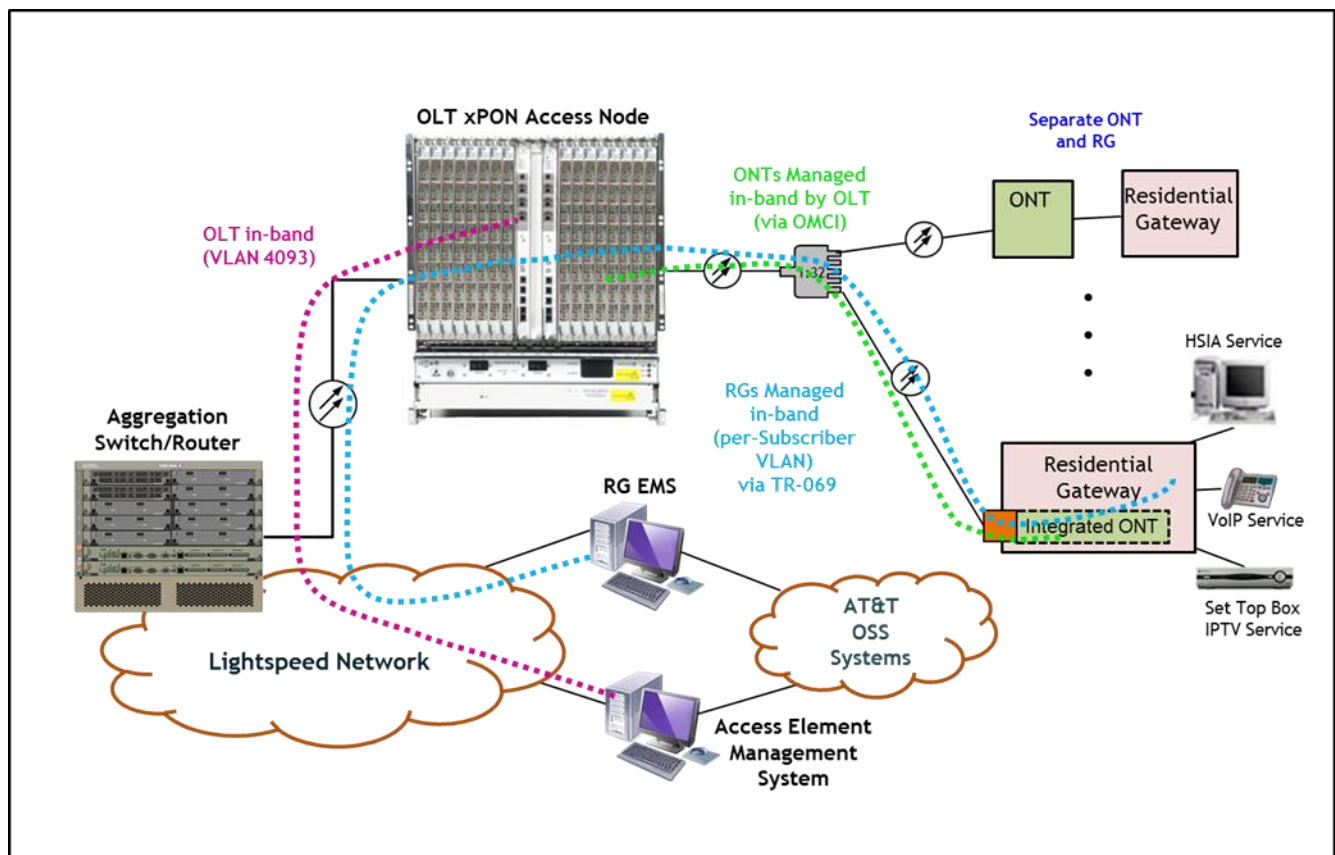 OLT xPON Access Node
Separate ONT
and RG
ONTs Managed
in-band by OLT
(via OMCI)
ONT
Residential
Gateway
OLT in-band
(VLAN 4093)
1:32
HSIA Service
RGs Managed
in-band
(per-Subscriber
VLAN)
via TR-069
Aggregation
Switch/Router
Residential
Gateway
Integrated ONT
VoIP Service
RG EMS
Set Top Box
IPTV Service
AT&T
OSS
Systems
Lightspeed Network
Access Element
Management
System